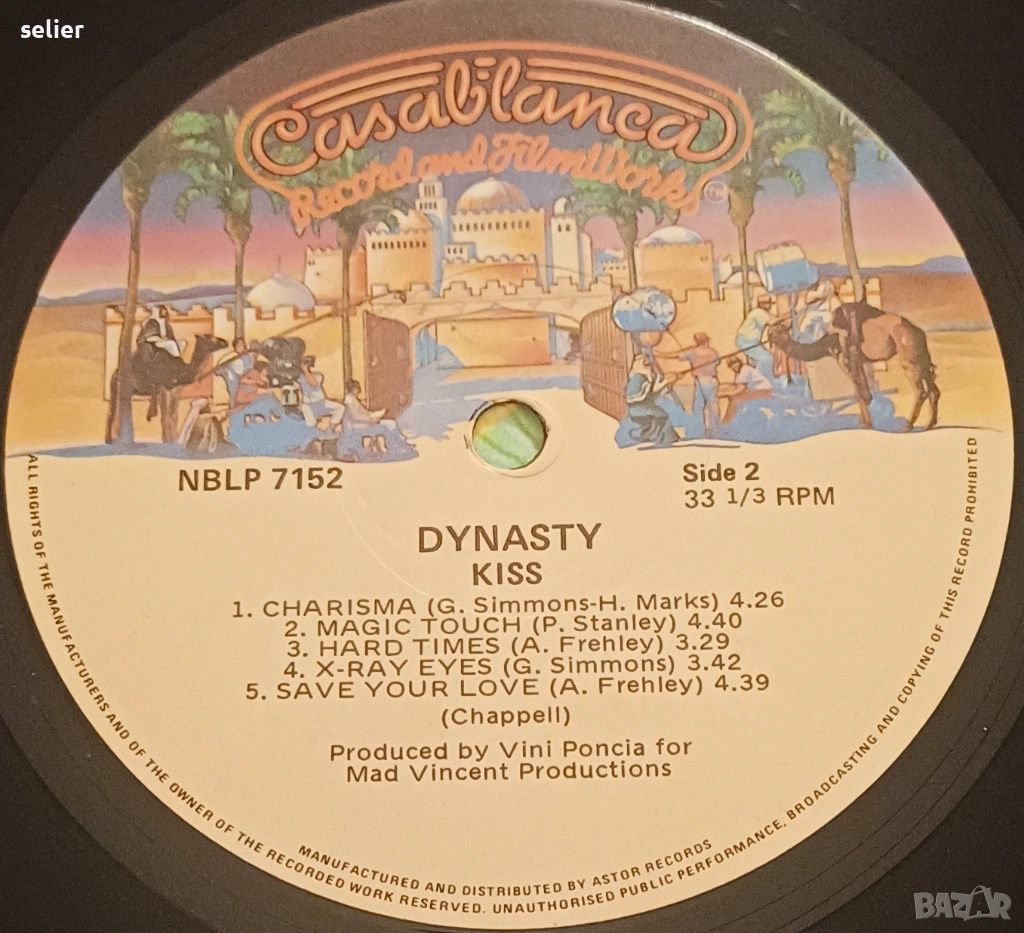 selier
Casablanca
Record and FilmWorks
NBLP 7152
Side 2
33 1/3 RPM
DYNASTY
KISS
1. CHARISMA (G. Simmons-H. Marks) 4.26
2. MAGIC TOUCH (P. Stanley) 4.40
3. HARD TIMES (A. Frehley) 3.29
4. X-RAY EYES (G. Simmons) 3.42
5. SAVE YOUR LOVE (A. Frehley) 4.39
(Chappell)
Produced by Vini Poncia for
Mad Vincent Productions
MANUFACTURED AND DISTRIBUTED BY ASTOR RECORDS
ALL RIGHTS OF THE MANUFACTURERS AND OF THE OWNER OF THE RECORDED WORK RESERVED. UNAUTHORISED PUBLIC PERFORMANCE, BROADCASTING AND COPYING OF THIS RECORD PROHIBITED
BAZAR